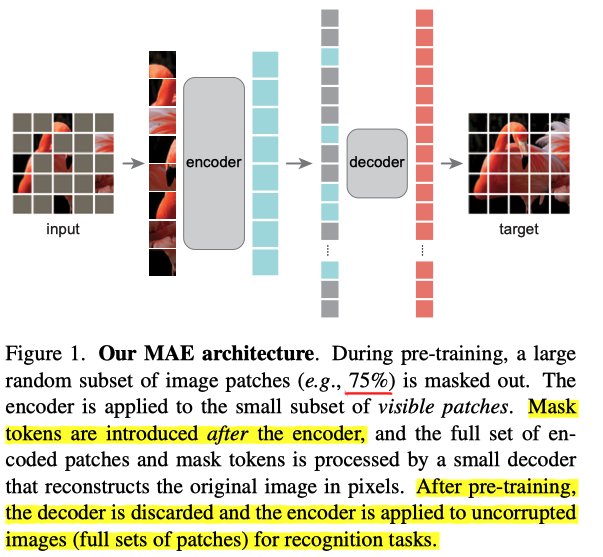 input
encoder
decoder
target
Figure 1. Our MAE architecture. During pre-training, a large
random subset of image patches (e.g., 75%) is masked out. The
encoder is applied to the small subset of visible patches. Mask
tokens are introduced after the encoder, and the full set of en-
coded patches and mask tokens is processed by a small decoder
that reconstructs the original image in pixels. After pre-training,
the decoder is discarded and the encoder is applied to uncorrupted
images (full sets of patches) for recognition tasks.